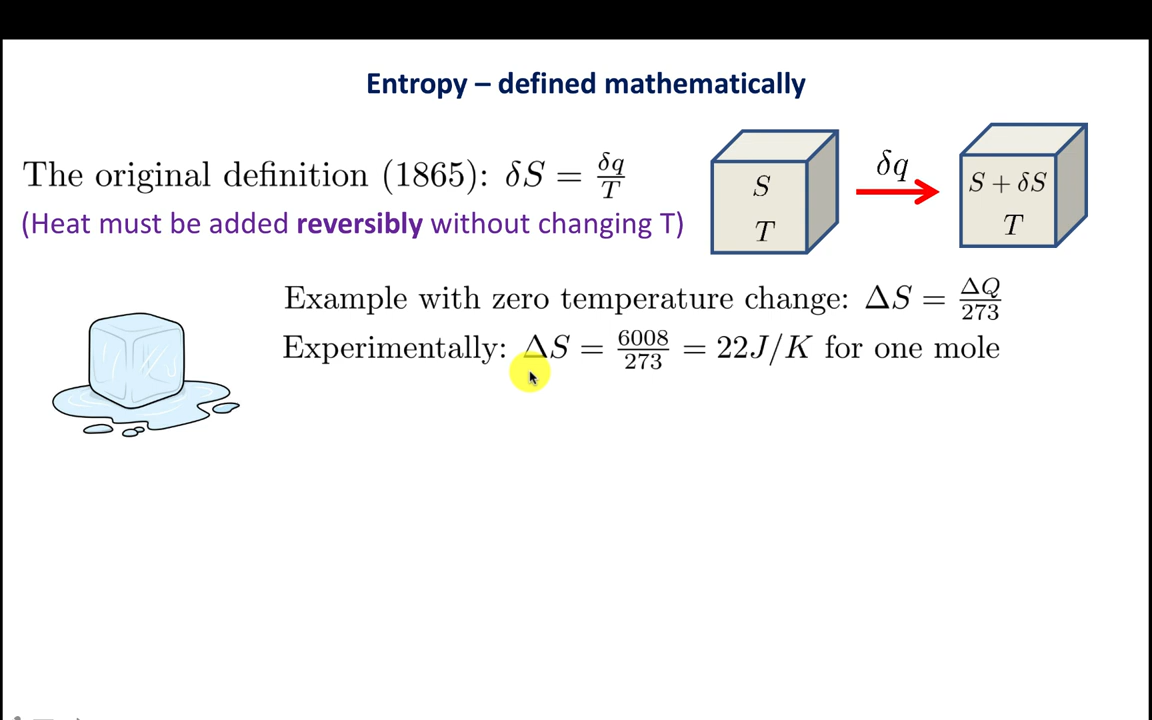 Entropy – defined mathematically
The original definition (1865): δS = δq/T
(Heat must be added reversibly without changing T)
S
T
δq
S + δS
T
Example with zero temperature change: ΔS = ΔQ/273
Experimentally: ΔS = 6008/273 = 22J/K for one mole